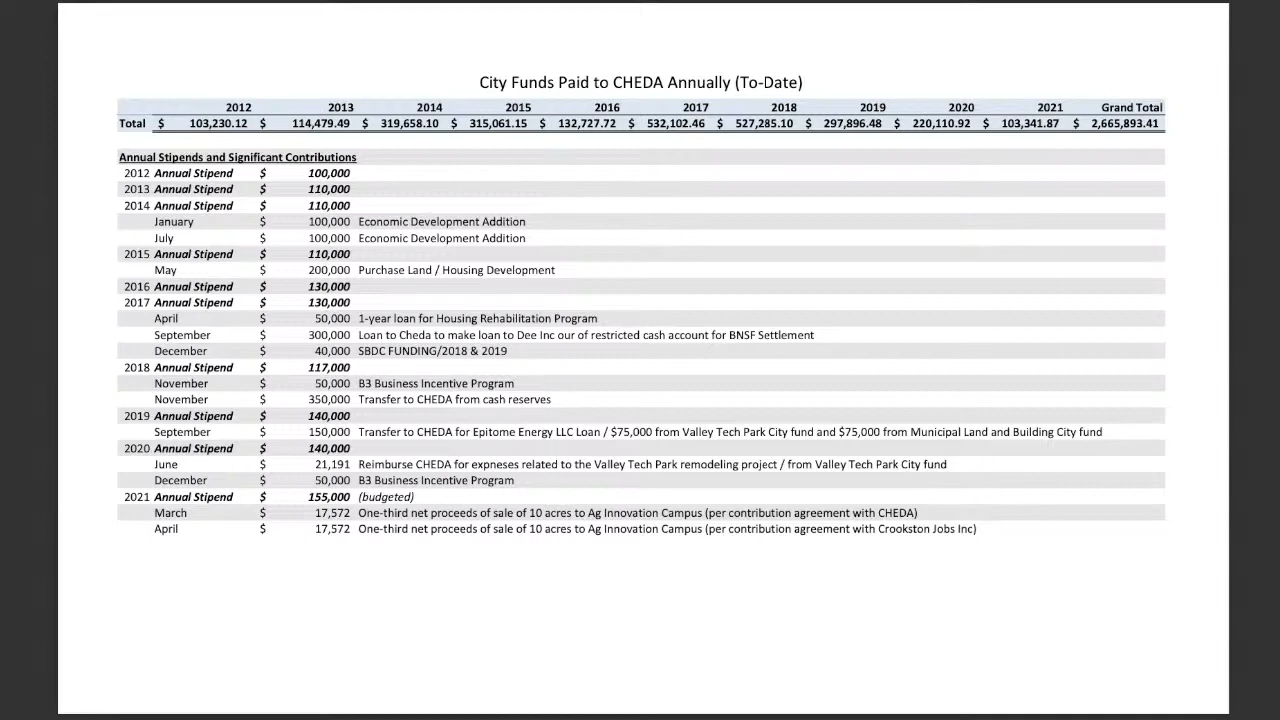 City Funds Paid to CHEDA Annually (To-Date)
2012 2013 2014 2015 2016 2017 2018 2019 2020 2021 Grand Total
Total $ 103,230.12 $ 114,479.49 $ 319,658.10 $ 315,061.15 $ 132,727.72 $ 532,102.46 $ 527,285.10 $ 297,896.48 $ 220,110.92 $ 103,341.87 $ 2,665,893.41
Annual Stipends and Significant Contributions
2012 Annual Stipend $ 100,000
2013 Annual Stipend $ 110,000
2014 Annual Stipend $ 110,000
January $ 100,000 Economic Development Addition
July $ 100,000 Economic Development Addition
2015 Annual Stipend $ 110,000
May $ 200,000 Purchase Land / Housing Development
2016 Annual Stipend $ 130,000
2017 Annual Stipend $ 130,000
April $ 50,000 1-year loan for Housing Rehabilitation Program
September $ 300,000 Loan to Cheda to make loan to Dee Inc our of restricted cash account for BNSF Settlement
December $ 40,000 SBDC FUNDING/2018 & 2019
2018 Annual Stipend $ 117,000
November $ 50,000 B3 Business Incentive Program
November $ 350,000 Transfer to CHEDA from cash reserves
2019 Annual Stipend $ 140,000
September $ 150,000 Transfer to CHEDA for Epitome Energy LLC Loan / $75,000 from Valley Tech Park City fund and $75,000 from Municipal Land and Building City fund
2020 Annual Stipend $ 140,000
June $ 21,191 Reimburse CHEDA for expneses related to the Valley Tech Park remodeling project / from Valley Tech Park City fund
December $ 50,000 B3 Business Incentive Program
2021 Annual Stipend $ 155,000 (budgeted)
March $ 17,572 One-third net proceeds of sale of 10 acres to Ag Innovation Campus (per contribution agreement with CHEDA)
April $ 17,572 One-third net proceeds of sale of 10 acres to Ag Innovation Campus (per contribution agreement with Crookston Jobs Inc)